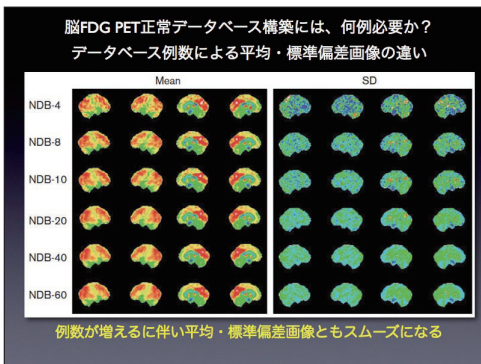 脳FDG PET正常データベース構築には、何例必要か？
データベース例数による平均・標準偏差画像の違い
Mean
SD
NDB-4
NDB-8
NDB-10
NDB-20
NDB-40
NDB-60
例数が増えるに伴い平均・標準偏差画像ともスムーズになる